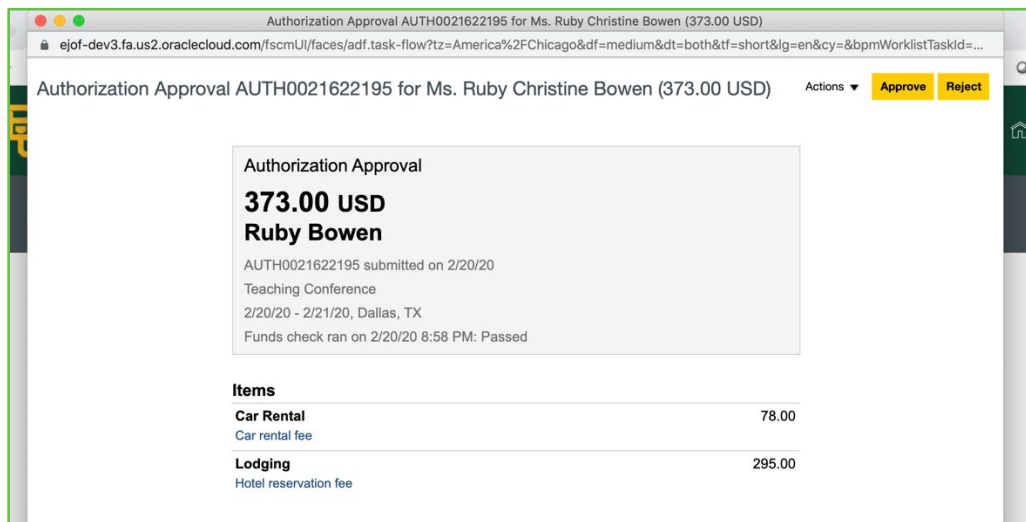 Authorization Approval AUTH0021622195 for Ms. Ruby Christine Bowen (373.00 USD)
ejof-dev3.fa.us2.oraclecloud.com/fscmUI/faces/adf.task-flow?tz=America%2FChicago&df=medium&dt=both&tf=short&lg=en&cy=&bpmWorklistTaskId=...
Authorization Approval AUTH0021622195 for Ms. Ruby Christine Bowen (373.00 USD) Actions ▼ Approve Reject
Authorization Approval
373.00 USD
Ruby Bowen
AUTH0021622195 submitted on 2/20/20
Teaching Conference
2/20/20 - 2/21/20, Dallas, TX
Funds check ran on 2/20/20 8:58 PM: Passed
Items
Car Rental 78.00
Car rental fee
Lodging 295.00
Hotel reservation fee